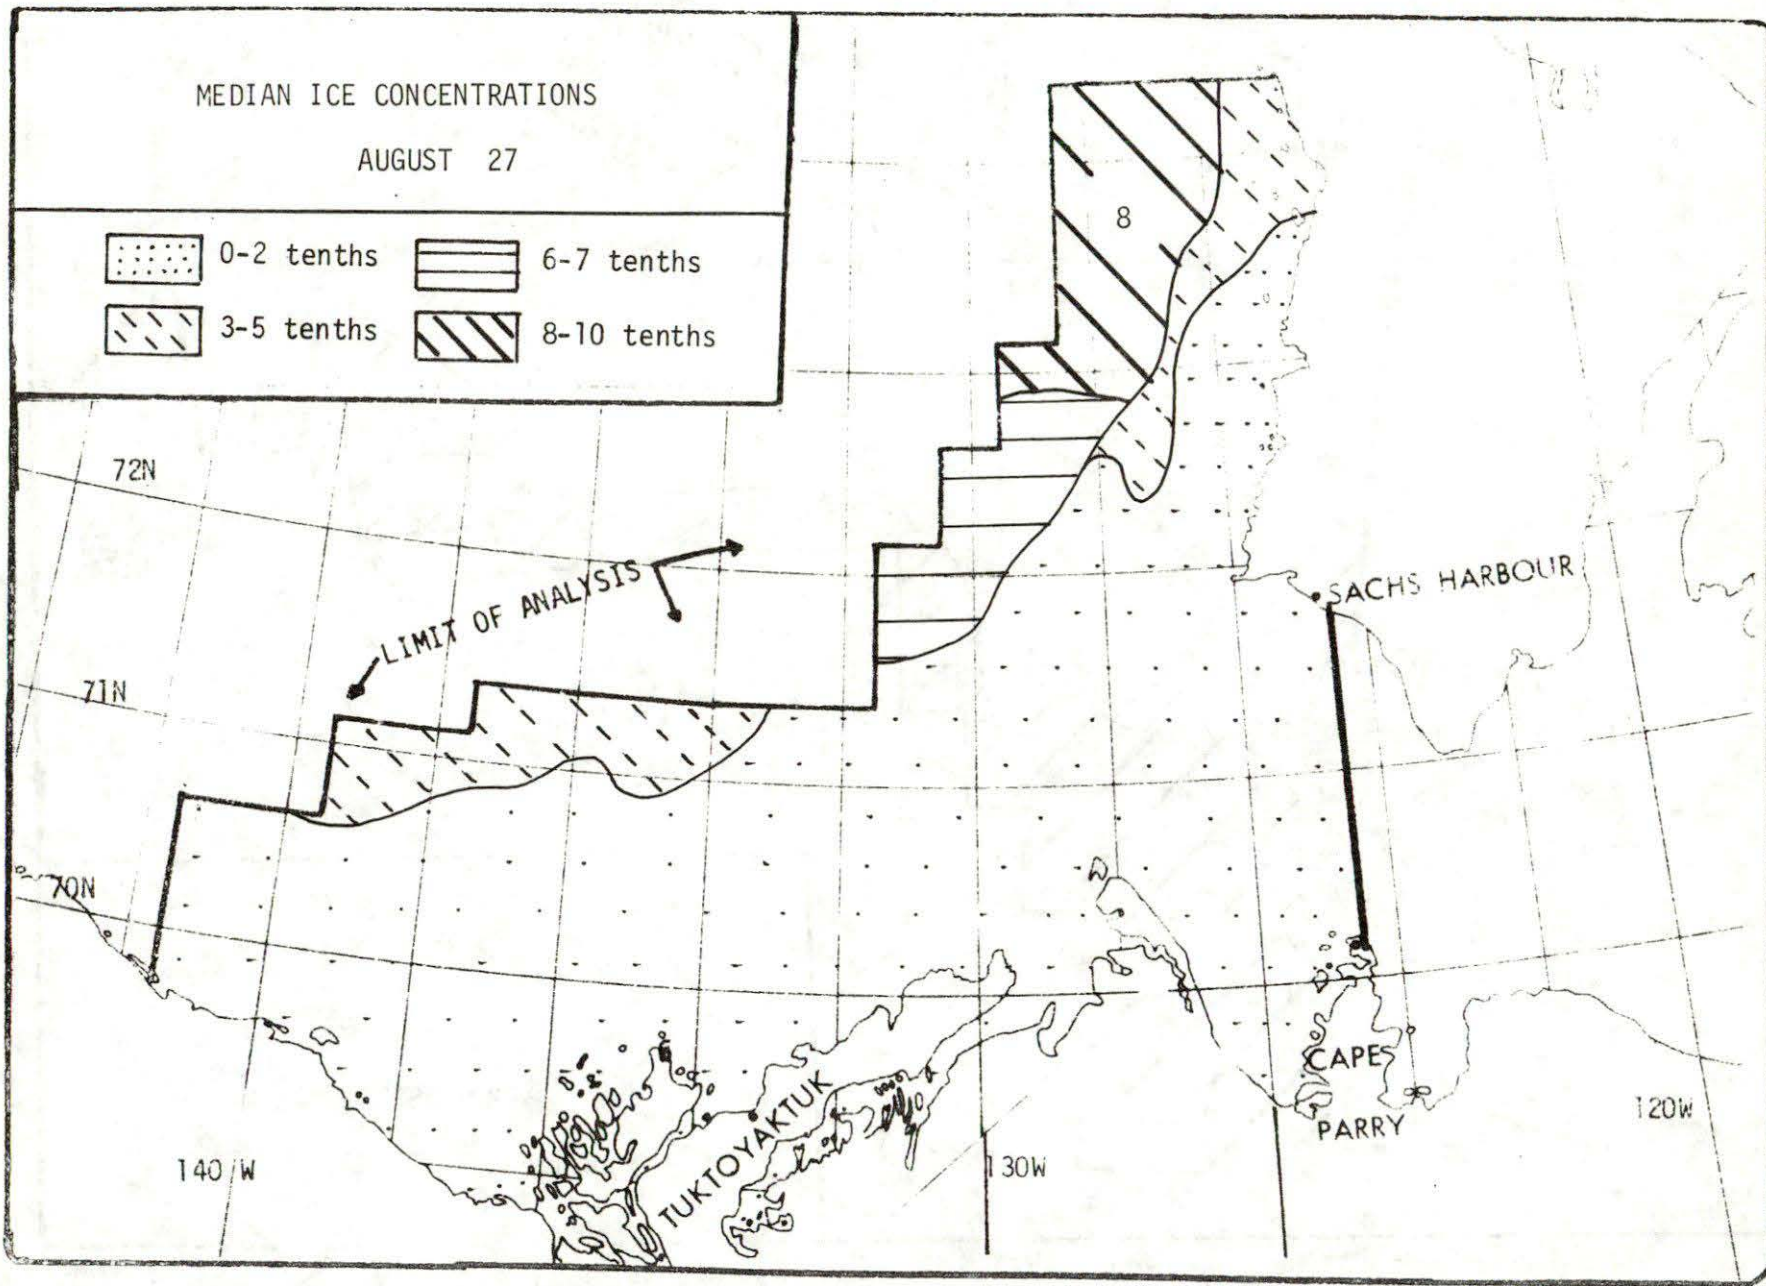 MEDIAN ICE CONCENTRATIONS
AUGUST 27
0-2 tenths
6-7 tenths
3-5 tenths
8-10 tenths
8
72N
LIMIT OF ANALYSIS
SACHS HARBOUR
71N
70N
CAPE
PARRY
TUKTOYAKTUK
140 W
130W
120W